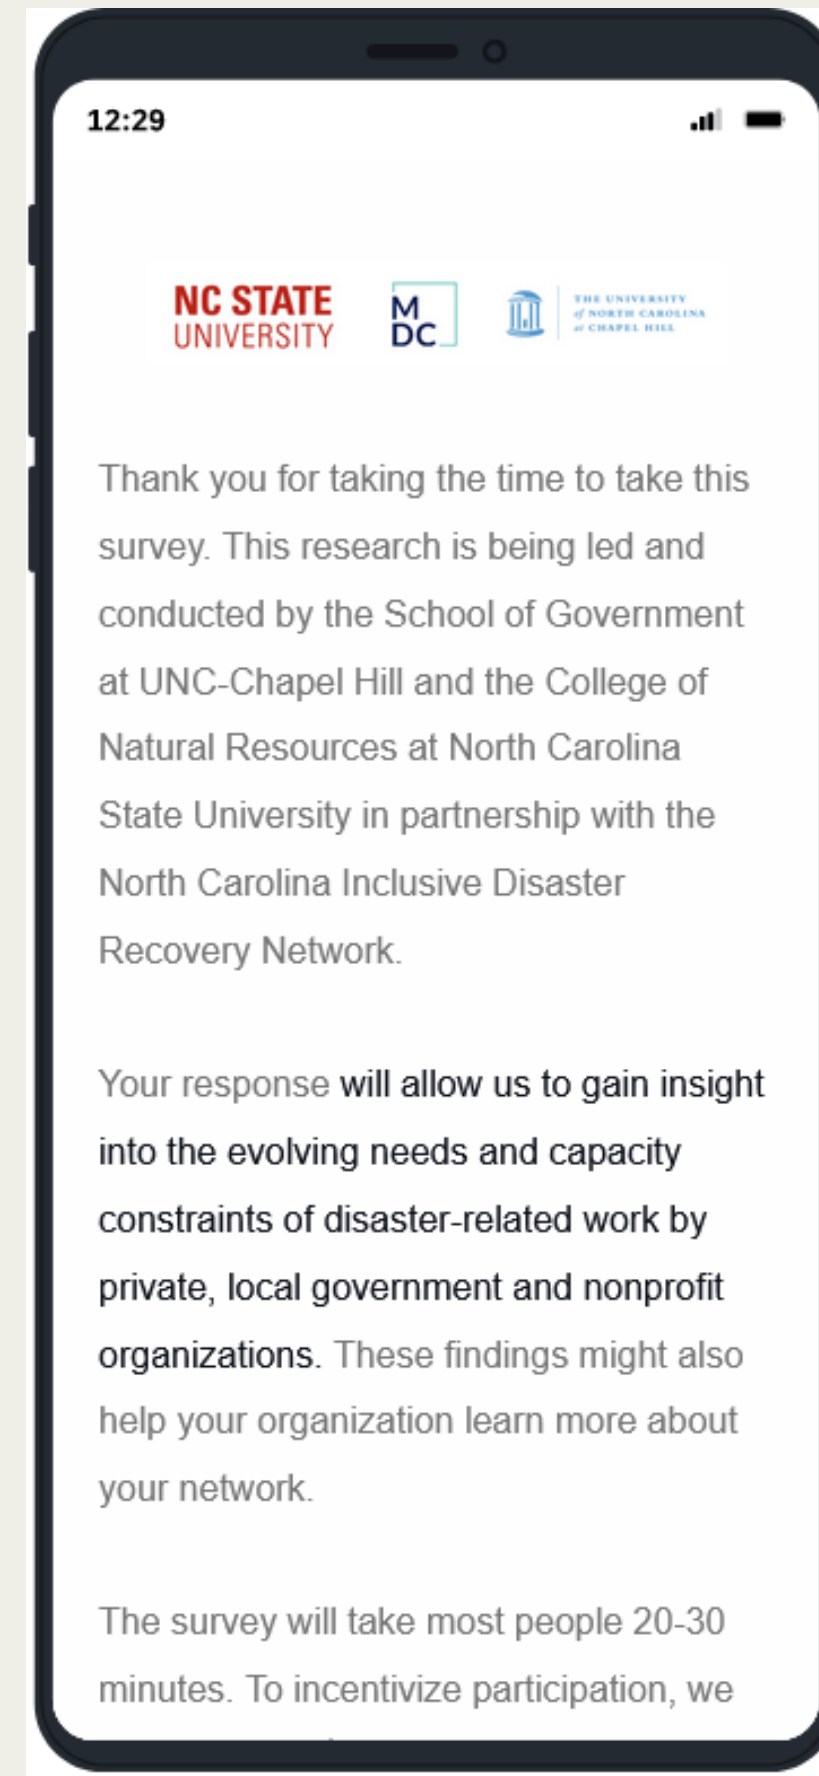 12:29
NC STATE
UNIVERSITY
M
DC
THE UNIVERSITY
of NORTH CAROLINA
at CHAPEL HILL
Thank you for taking the time to take this
survey. This research is being led and
conducted by the School of Government
at UNC-Chapel Hill and the College of
Natural Resources at North Carolina
State University in partnership with the
North Carolina Inclusive Disaster
Recovery Network.
Your response will allow us to gain insight
into the evolving needs and capacity
constraints of disaster-related work by
private, local government and nonprofit
organizations. These findings might also
help your organization learn more about
your network.
The survey will take most people 20-30
minutes. To incentivize participation, we